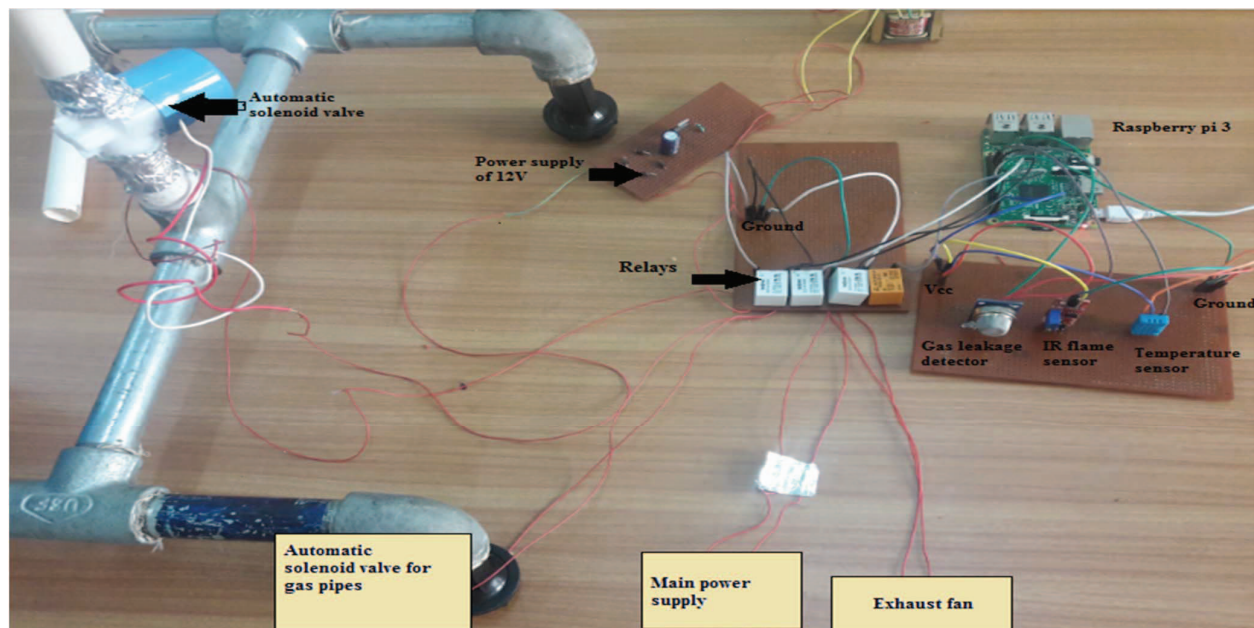 Automatic
solenoid valve
Raspberry pi 3
Power supply
of 12V
Ground
Relays
Vcc
Ground
Gas leakage
detector
IR flame
sensor
Temperature
sensor
Automatic
solenoid valve for
gas pipes
Main power
supply
Exhaust fan